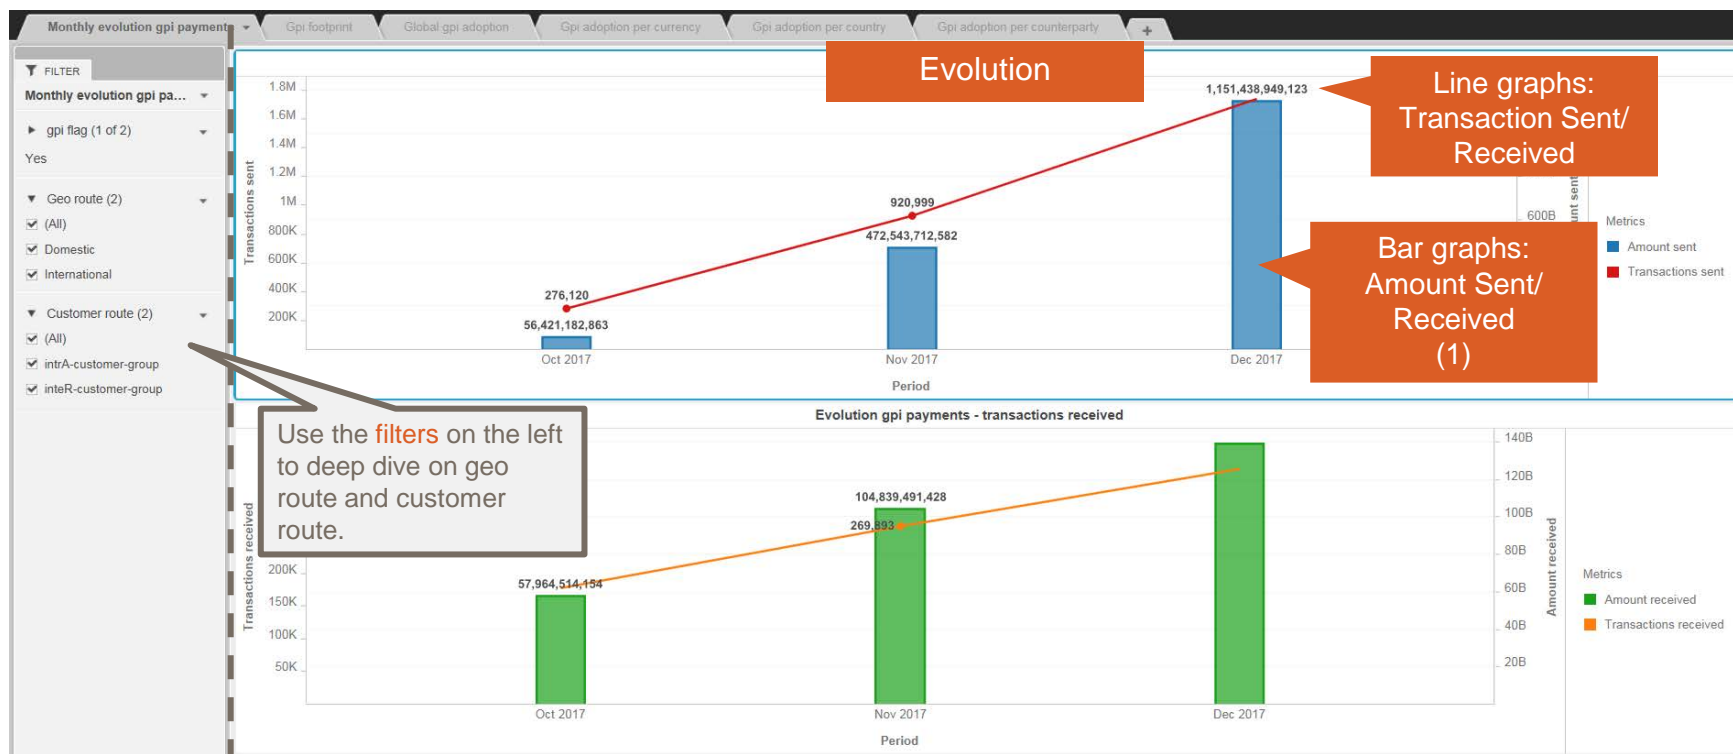 Monthly evolution gpi payment
Gpi footprint
Global gpi adoption
Gpi adoption per currency
Gpi adoption per country
Gpi adoption per counterparty
+
FILTER
Monthly evolution gpi pa...
gpi flag (1 of 2)
Yes
Geo route (2)
(All)
Domestic
International
Customer route (2)
(All)
intrA-customer-group
inteR-customer-group
Evolution
Line graphs:
Transaction Sent/
Received
Bar graphs:
Amount Sent/
Received
(1)
Transactions sent
1.8M
1.6M
1.4M
1.2M
1M
800K
600K
400K
200K
276,120
56,421,182,863
920,999
472,543,712,582
1,151,438,949,123
Oct 2017
Nov 2017
Dec 2017
Period
600B
unt sent
Metrics
Amount sent
Transactions sent
Use the filters on the left
to deep dive on geo
route and customer
route.
Evolution gpi payments - transactions received
Transactions received
200K
150K
100K
50K
57,964,514,154
104,839,491,428
269,893
Oct 2017
Nov 2017
Dec 2017
Period
140B
120B
100B
80B
60B
40B
20B
Amount received
Metrics
Amount received
Transactions received